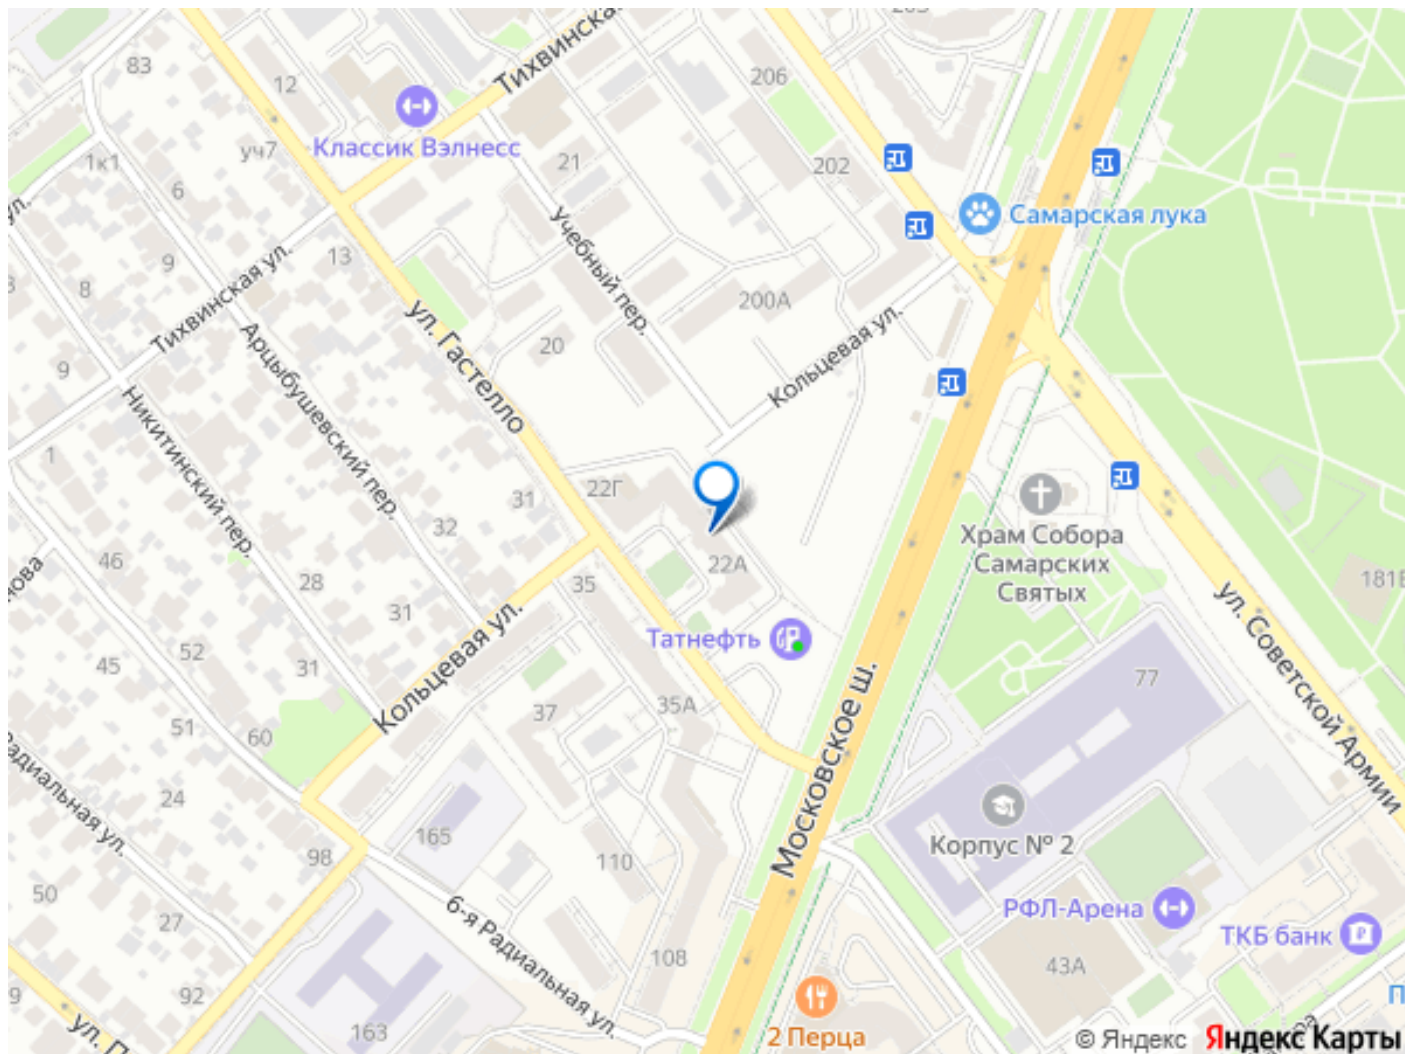 Тихвинская
83
12
206
Классик Вэлнесс
уч7
1к1
21
202
6
ул.
Самарская лука
Учебный пер.
13
9
8
Тихвинская ул.
200А
ул. Гастелло
Кольцевая ул.
20
9
Арцыбушевский пер.
Никитинский пер.
1
22Г
31
32
Храм Собора
Самарских
Святых
22А
46
28
35
181Е
31
ул. Советской Армии
Кольцевая ул.
Татнефть
52
45
31
77
Московское ш.
51
60
37
35А
Радиальная ул.
24
165
Корпус № 2
98
110
50
27
6-я Радиальная ул.
РФЛ-Арена
ТКБ банк
108
43А
9
92
163
ул. П
2 Перца
© Яндекс Яндекс Карты